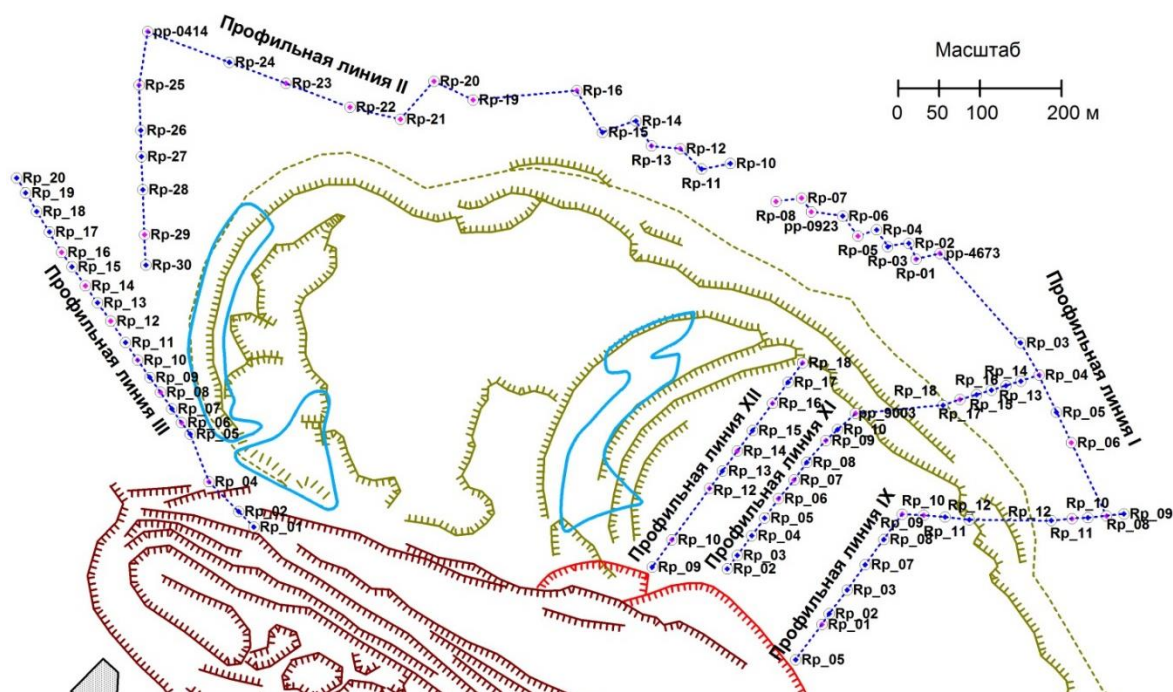 pp-0414
Профильная линия II
Rp-24
Rp-23
Rp-22
Rp-21
Rp-20
Rp-19
Rp-16
Rp-15
Rp-14
Rp-13
Rp-12
Rp-11
Rp-10
Масштаб
0 50 100 200 м
Rp-25
Rp-26
Rp-27
Rp-28
Rp-29
Rp-30
Rp-07
Rp-08
pp-0923
Rp-06
Rp-05
Rp-04
Rp-03
Rp-02
Rp-01
pp-4673
Профильная линия I
Rp_03
Rp_04
Rp_05
Rp_06
Rp_20
Rp_19
Rp_18
Rp_17
Rp_16
Rp_15
Rp_14
Rp_13
Rp_12
Rp_11
Rp_10
Rp_09
Rp_08
Rp_07
Rp_06
Rp_05
Rp_04
Rp_02
Rp_01
Профильная линия III
Rp_18
Rp_17
Rp_16
Rp_15
Rp_14
Rp_13
Rp_12
Rp_10
Rp_09
Профильная линия XII
pp_9003
Rp_10
Rp_09
Rp_08
Rp_07
Rp_06
Rp_05
Rp_04
Rp_03
Rp_02
Профильная линия XI
Rp_18
Rp_17
Rp_16
Rp_15
Rp_14
Rp_13
Rp_10
Rp_09
Rp_08
Rp_11
Rp_12
Rp_12
Rp_11
Rp_10
Rp_09
Rp_08
Rp_07
Rp_03
Rp_02
Rp_01
Rp_05
Профильная линия IX